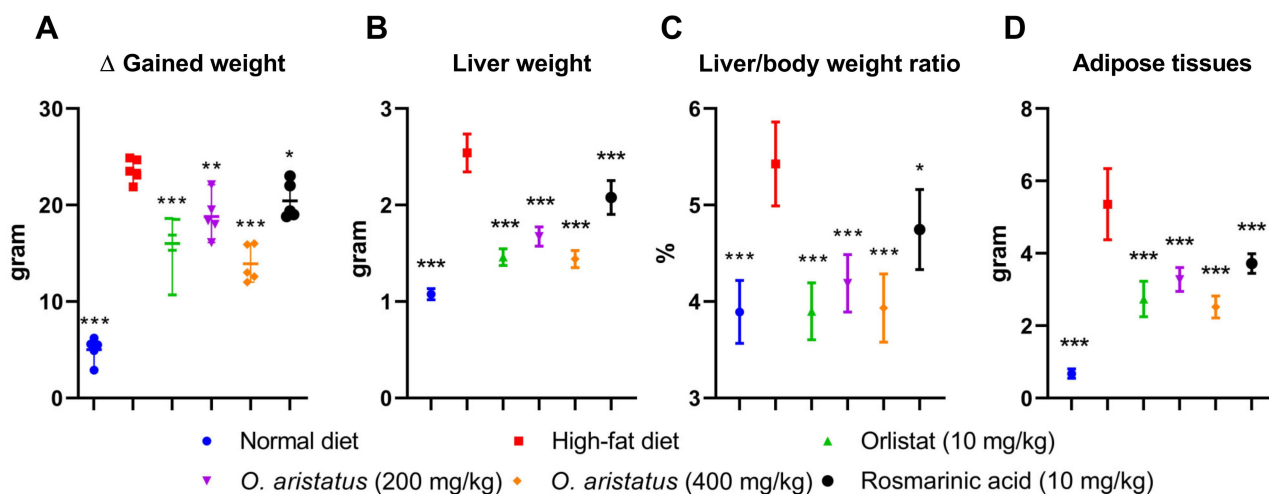 A
B
C
D
Δ Gained weight
Liver weight
Liver/body weight ratio
Adipose tissues
gram
30
20
10
0
***
***
**
***
*
gram
3
2
1
0
***
***
***
***
***
%
6
5
4
3
***
***
***
***
*
gram
8
6
4
2
0
***
***
***
***
***
Normal diet
High-fat diet
Orlistat (10 mg/kg)
O. aristatus (200 mg/kg)
O. aristatus (400 mg/kg)
Rosmarinic acid (10 mg/kg)